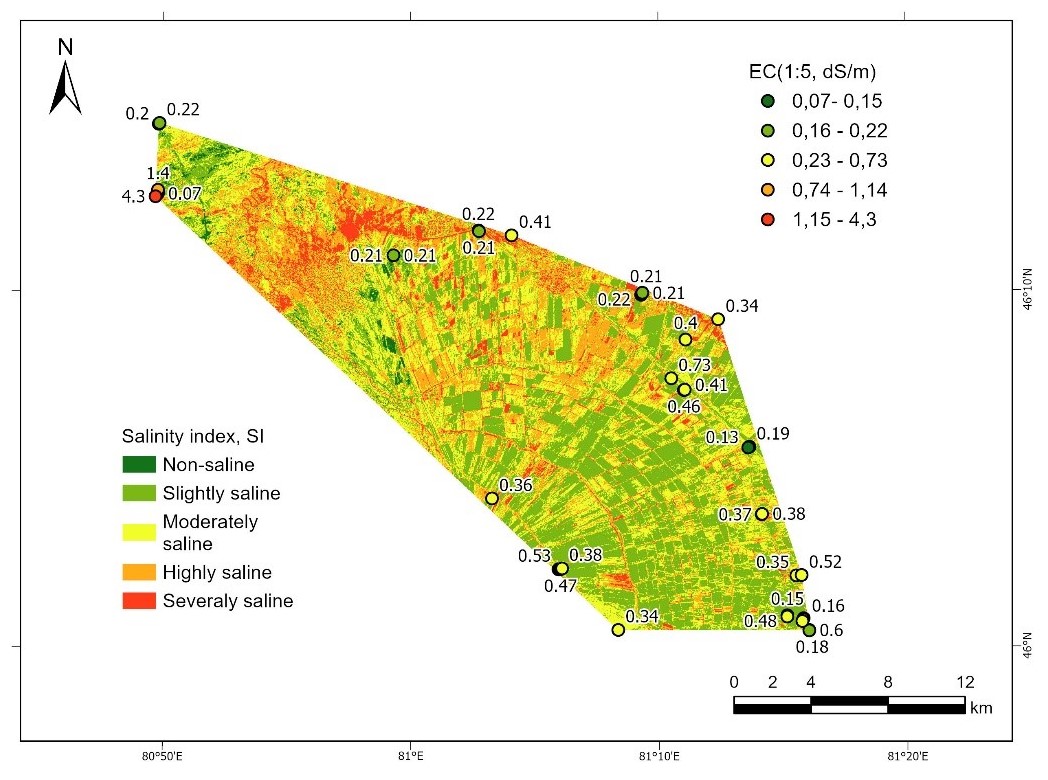 N
EC(1:5, dS/m)
0,07- 0,15
0,16 - 0,22
0,23 - 0,73
0,74 - 1,14
1,15 - 4,3
0.2 0.22
1.4
4.3 0.07
0.22 0.41
0.21
0.21 0.21
0.21
0.22 0.21
0.34
0.4
0.73
0.41
0.46
0.13 0.19
0.36
0.37 0.38
0.53 0.38
0.47
0.35 0.52
0.15
0.16
0.48
0.34
0.6
0.18
Salinity index, SI
Non-saline
Slightly saline
Moderately
saline
Highly saline
Severaly saline
0 2 4 8 12
km
46°10'N
46°N
80°50'E 81°E 81°10'E 81°20'E